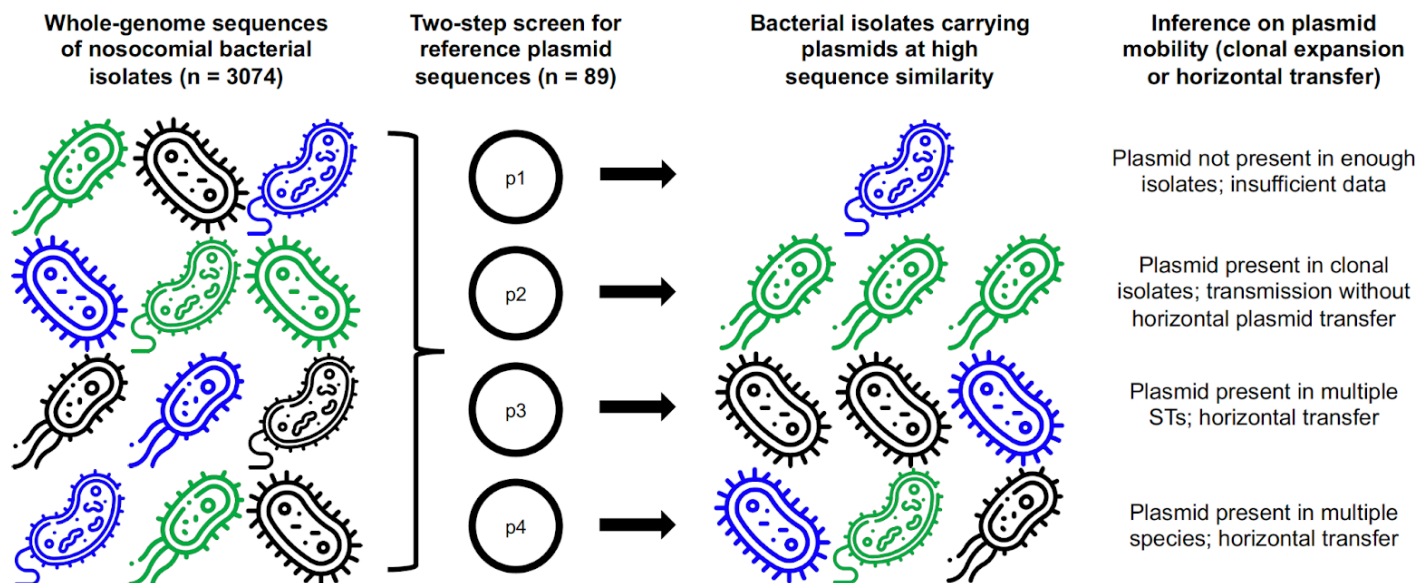 Whole-genome sequences
of nosocomial bacterial
isolates (n = 3074)
Two-step screen for
reference plasmid
sequences (n = 89)
Bacterial isolates carrying
plasmids at high
sequence similarity
Inference on plasmid
mobility (clonal expansion
or horizontal transfer)
p1
Plasmid not present in enough
isolates; insufficient data
p2
Plasmid present in clonal
isolates; transmission without
horizontal plasmid transfer
p3
Plasmid present in multiple
STs; horizontal transfer
p4
Plasmid present in multiple
species; horizontal transfer